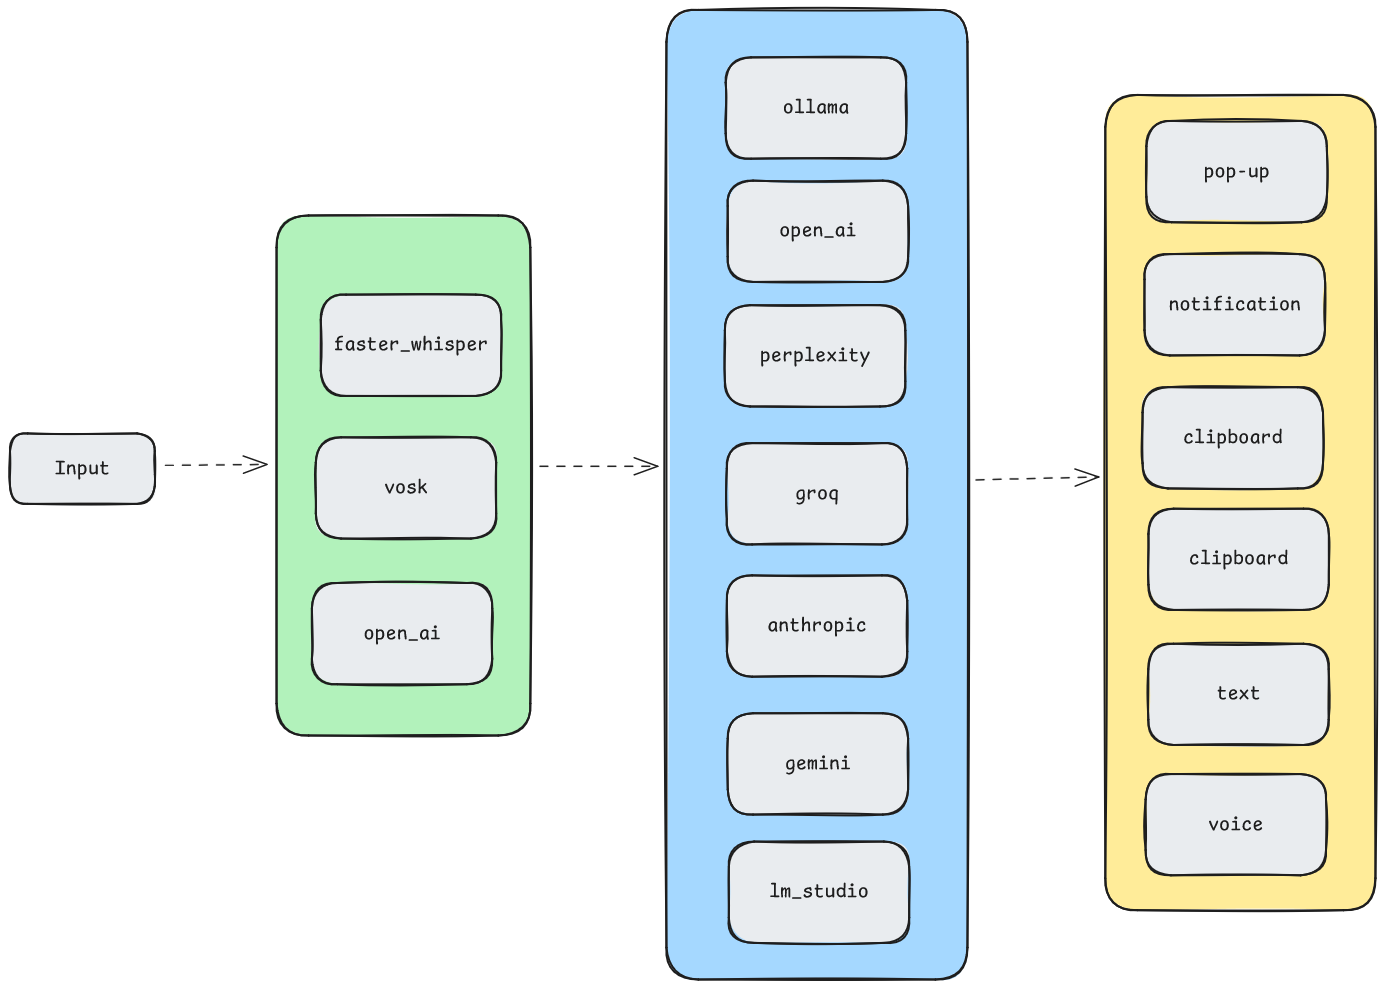 Input
faster_whisper
vosk
open_ai
ollama
open_ai
perplexity
groq
anthropic
gemini
lm_studio
pop-up
notification
clipboard
clipboard
text
voice